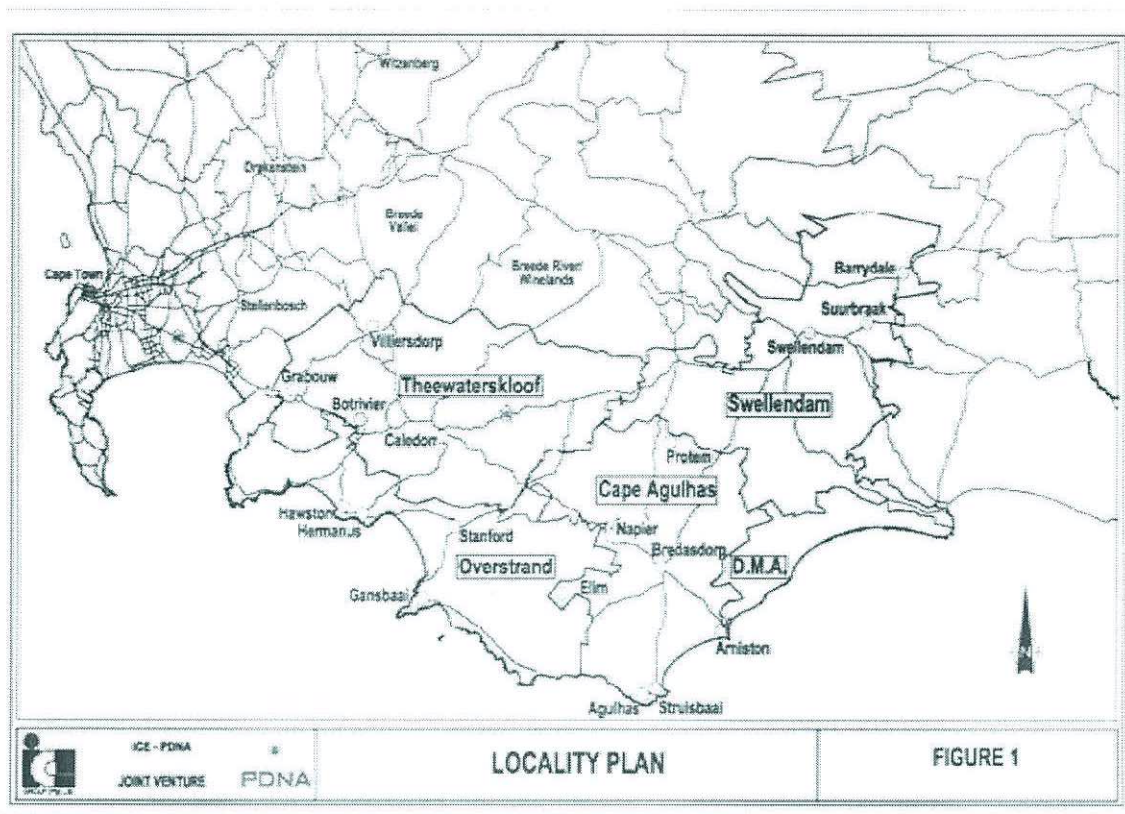 Witzenberg
Drakenstein
Breede
Vallei
Cape Town
Breede River/
Winelands
Barrydale
Stellenbosch
Suurbraak
Villiersdorp
Swellendam
Grabouw
Theewaterskloof
Botrivier
Swellendam
Caledon
Protem
Cape Agulhas
Hawston
Hermanus
Stanford
Napier
Bredasdorp
Overstrand
D.M.A.
Elim
Gansbaai
Arniston
N
Agulhas
Struisbaai
ICE - PDNA
JOINT VENTURE
PDNA
LOCALITY PLAN
FIGURE 1